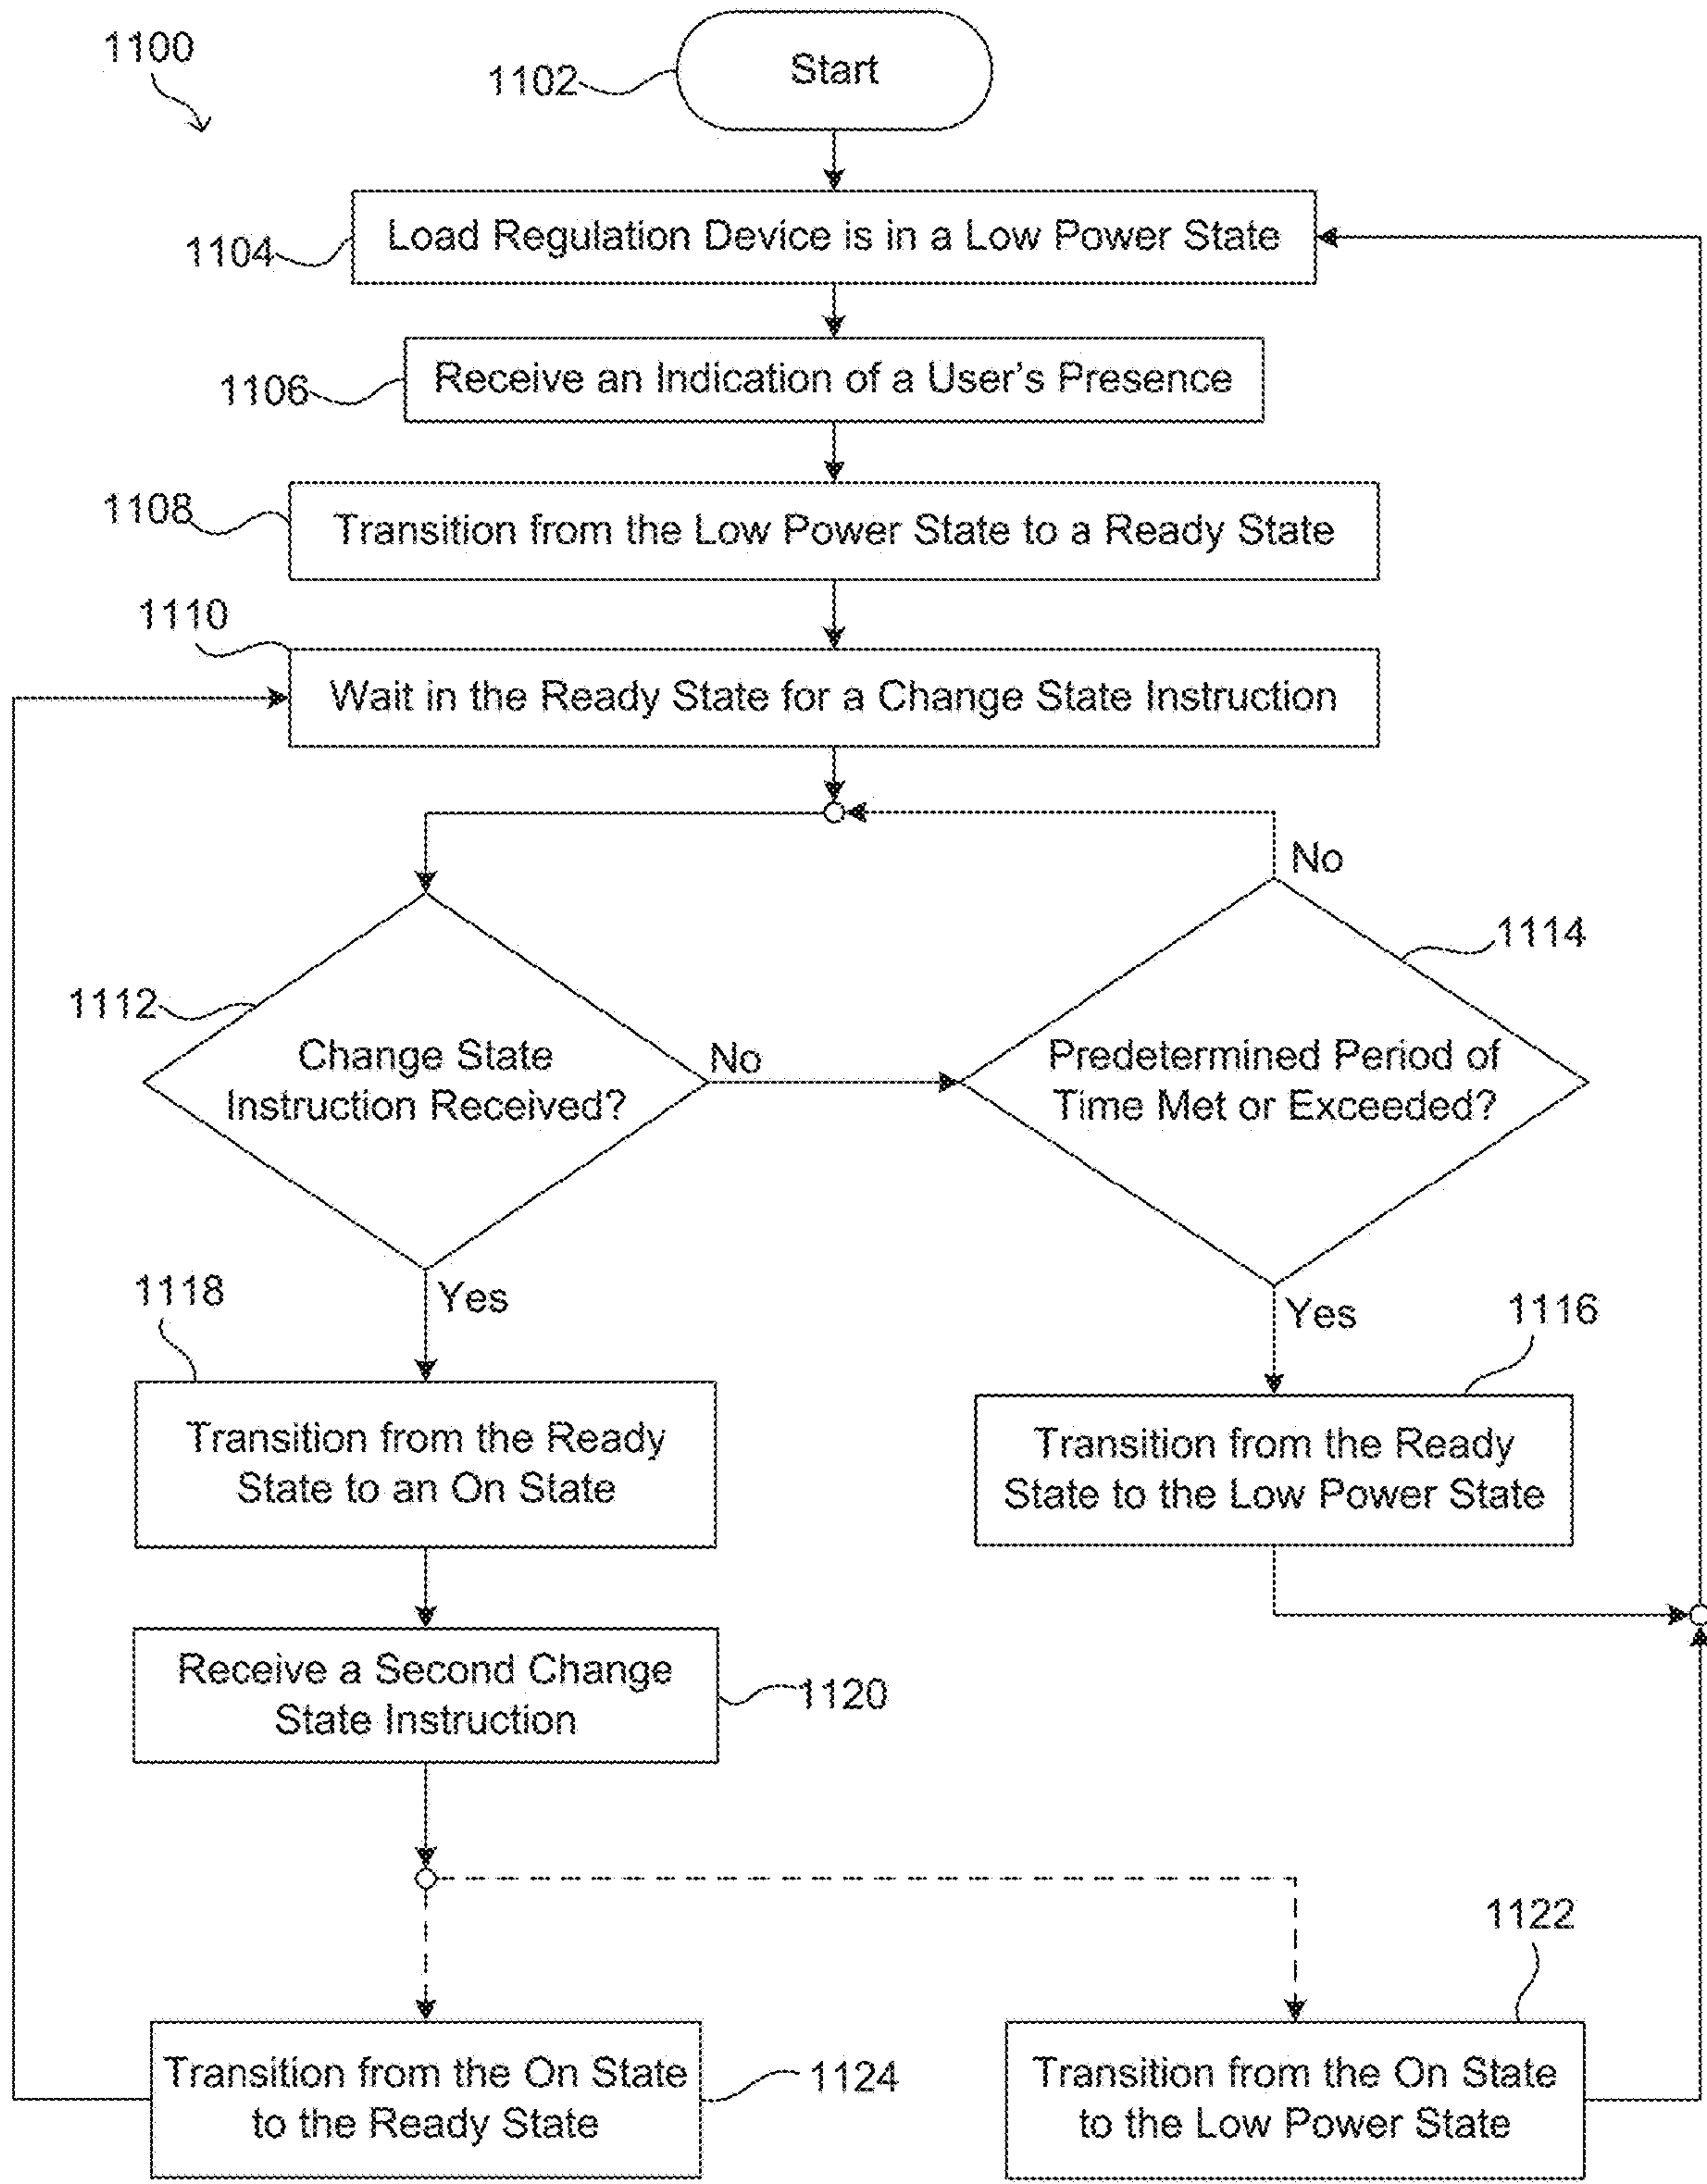 1100
1102
Start
1104
Load Regulation Device is in a Low Power State
1106
Receive an Indication of a User's Presence
1108
Transition from the Low Power State to a Ready State
1110
Wait in the Ready State for a Change State Instruction
No
1114
1112
Change State
Instruction Received?
No
Predetermined Period of
Time Met or Exceeded?
1118
Yes
Yes
1116
Transition from the Ready
State to an On State
Transition from the Ready
State to the Low Power State
Receive a Second Change
State Instruction
1120
1122
Transition from the On State
to the Ready State
1124
Transition from the On State
to the Low Power State